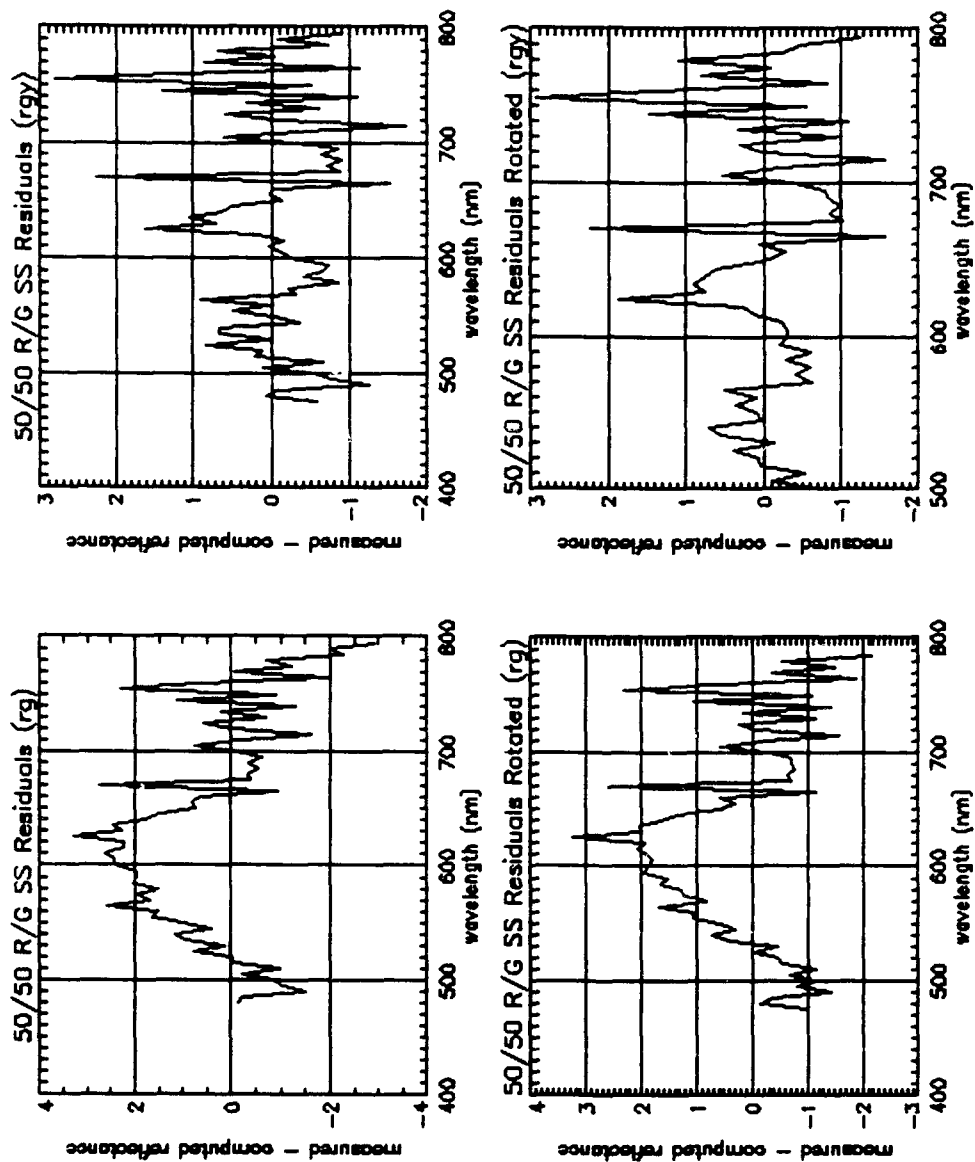 50/50 R/G SS Residuals (rg)
measured – computed reflectance
4
2
0
-2
-4
400 500 600 700 800
wavelength (nm)
50/50 R/G SS Residuals (rgy)
measured – computed reflectance
3
2
1
0
-1
-2
400 500 600 700 800
wavelength (nm)
50/50 R/G SS Residuals Rotated (rg)
measured – computed reflectance
4
3
2
1
0
-1
-2
-3
400 500 600 700 800
wavelength (nm)
50/50 R/G SS Residuals Rotated (rgy)
measured – computed reflectance
3
2
1
0
-1
-2
500 600 700 800
wavelength (nm)